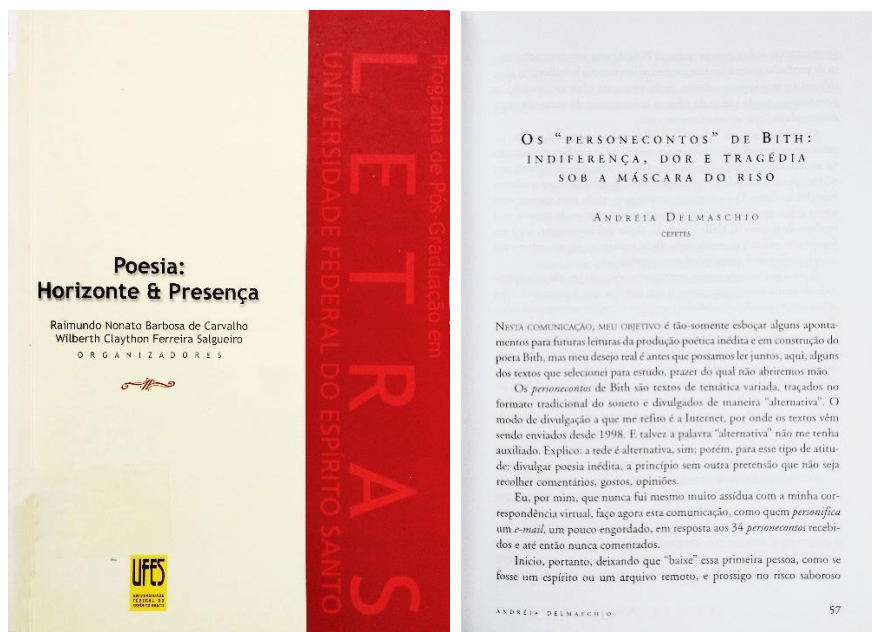 Poesia:
Horizonte & Presença
Raimundo Nonato Barbosa de Carvalho
Wilberth Claython Ferreira Salgueiro
ORGANIZADORES
UFES
UNIVERSIDADE
FEDERAL DO
ESPÍRITO SANTO
Programa de Pós-Graduação em
LETRAS
UNIVERSIDADE FEDERAL DO ESPÍRITO SANTO
OS “PERSONECONTOS” DE BITH:
INDIFERENÇA, DOR E TRAGÉDIA
SOB A MÁSCARA DO RISO
ANDRÉIA DELMASCHIO
CEFETES
NESTA COMUNICAÇÃO, MEU OBJETIVO é tão-somente esboçar alguns aponta-
mentos para futuras leituras da produção poética inédita e em construção do
poeta Bith, mas meu desejo real é antes que possamos ler juntos, aqui, alguns
dos textos que selecionei para estudo, prazer do qual não abriremos mão.
Os personecontos de Bith são textos de temática variada, traçados no
formato tradicional do soneto e divulgados de maneira “alternativa”. O
modo de divulgação a que me refiro é a Internet, por onde os textos vêm
sendo enviados desde 1998. E talvez a palavra “alternativa” não me tenha
auxiliado. Explico: a rede é alternativa, sim; porém, para esse tipo de atitu-
de: divulgar poesia inédita, a princípio sem outra pretensão que não seja
recolher comentários, gostos, opiniões.
Eu, por mim, que nunca fui mesmo muito assídua com a minha cor-
respondência virtual, faço agora esta comunicação, como quem personifica
um e-mail, um pouco engordado, em resposta aos 34 personecontos recebi-
dos e até então nunca comentados.
Inicio, portanto, deixando que “baixe” essa primeira pessoa, como se
fosse um espírito ou um arquivo remoto, e prossigo no risco saboroso
ANDRÉIA DELMASCHIO 57